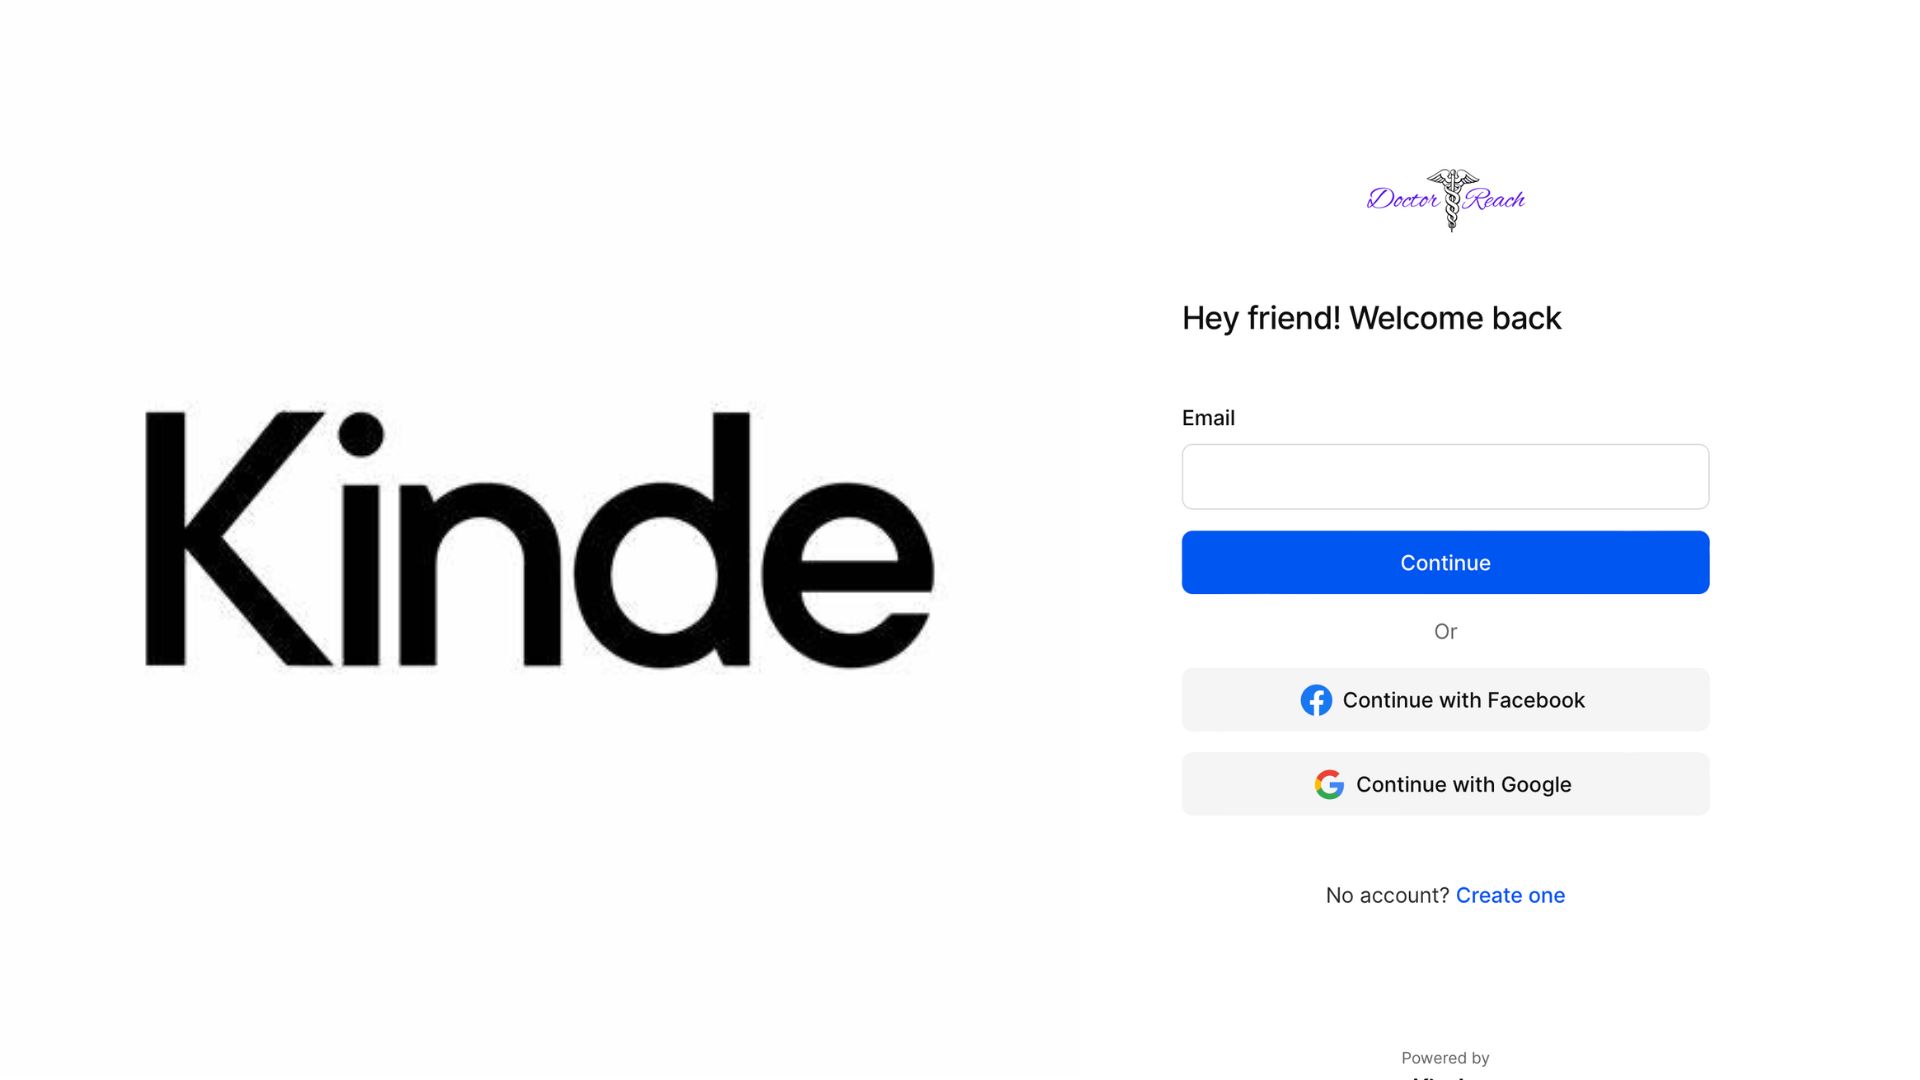 Kinde
Doctor Reach
Hey friend! Welcome back
Email
Continue
Or
Continue with Facebook
Continue with Google
No account? Create one
Powered by